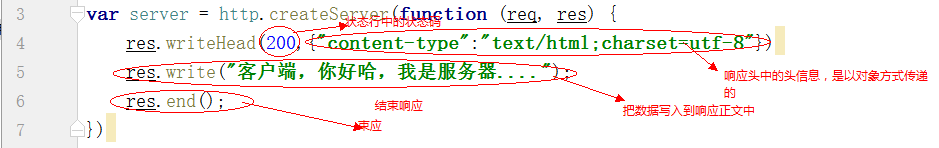 3 var server = http.createServer(function (req, res) {
状态行中的状态码
4 res.writeHead(200, {"content-type":"text/html;charset=utf-8"})
响应头中的头信息，是以对象方式传递
的
5 res.write("客户端，你好哈，我是服务器....");
把数据写入到响应正文中
6 res.end();
结束响应
束应
7 })